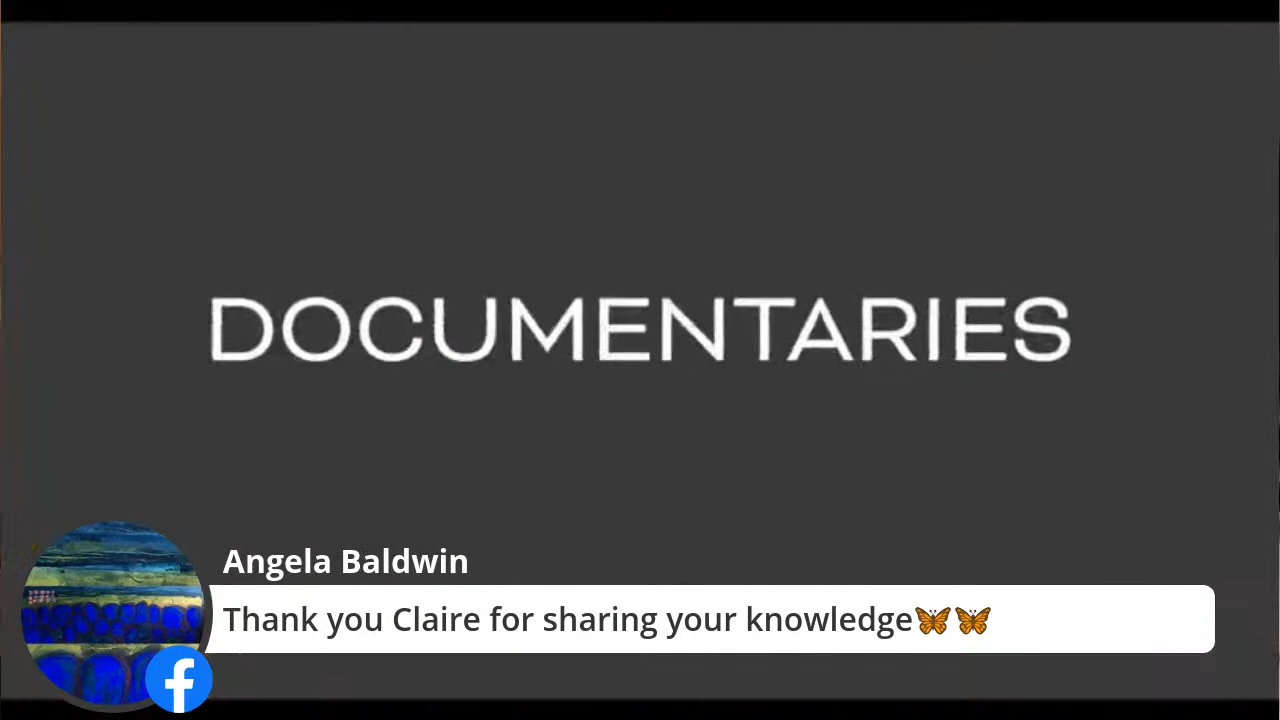 DOCUMENTARIES
Angela Baldwin
Thank you Claire for sharing your knowledge🦋🦋